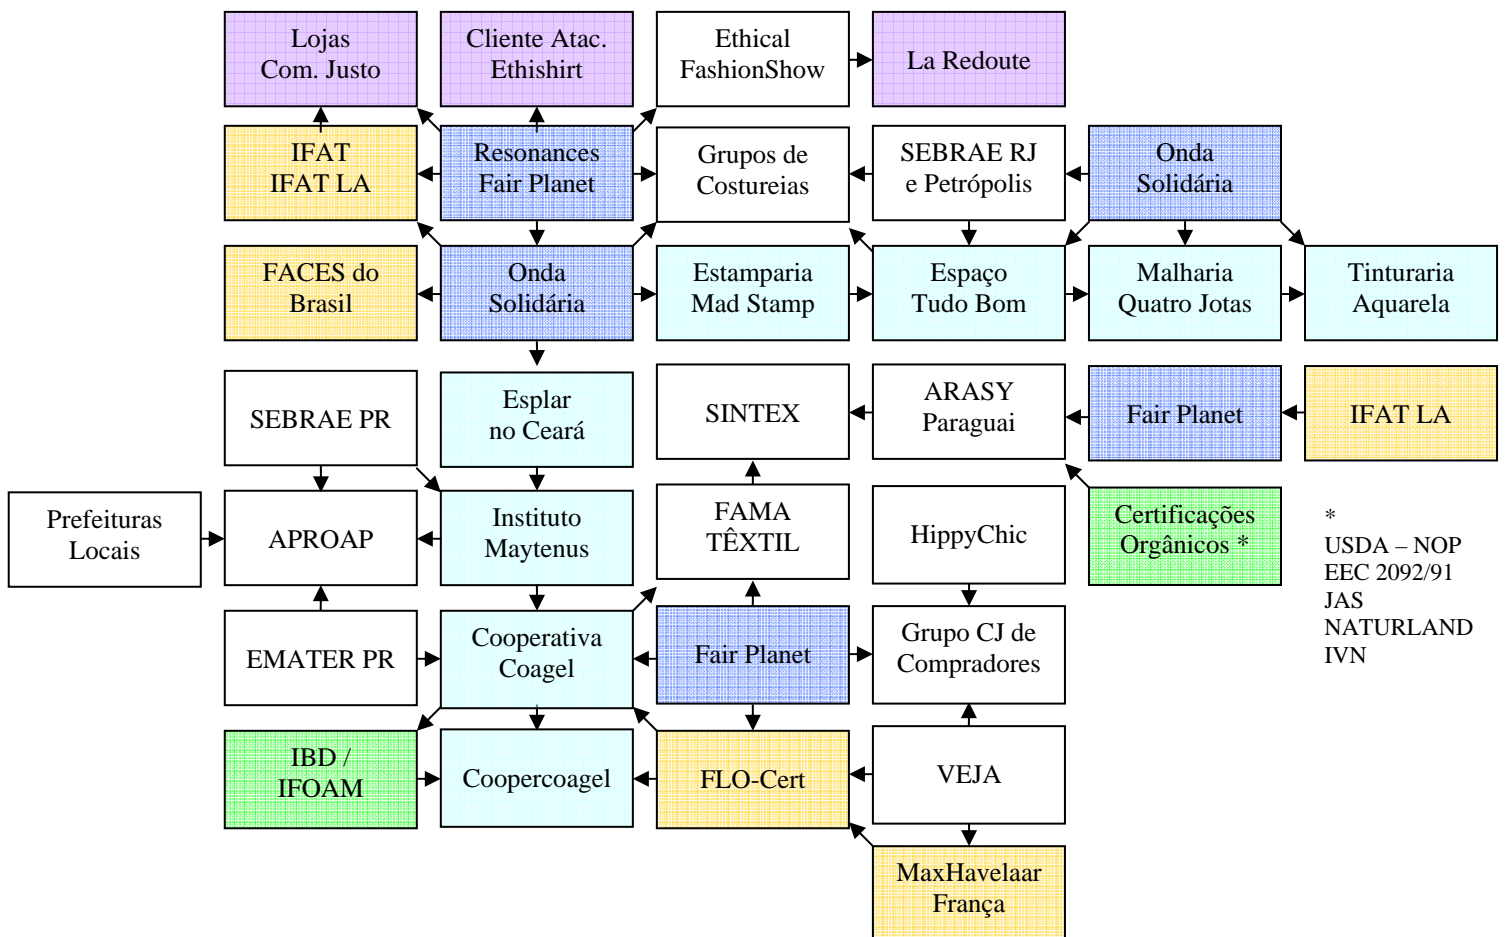 Lojas
Com. Justo
Cliente Atac.
Ethishirt
Ethical
FashionShow
La Redoute
IFAT
IFAT LA
Resonances
Fair Planet
Grupos de
Costureias
SEBRAE RJ
e Petrópolis
Onda
Solidária
FACES do
Brasil
Onda
Solidária
Estamparia
Mad Stamp
Espaço
Tudo Bom
Malharia
Quatro Jotas
Tinturaria
Aquarela
SEBRAE PR
Esplar
no Ceará
SINTEX
ARASY
Paraguai
Fair Planet
IFAT LA
Prefeituras
Locais
APROAP
Instituto
Maytenus
FAMA
TÊXTIL
HippyChic
Certificações
Orgânicos *
*
USDA – NOP
EEC 2092/91
JAS
NATURLAND
IVN
EMATER PR
Cooperativa
Coagel
Fair Planet
Grupo CJ de
Compradores
IBD /
IFOAM
Coopercoagel
FLO-Cert
VEJA
MaxHavelaar
França